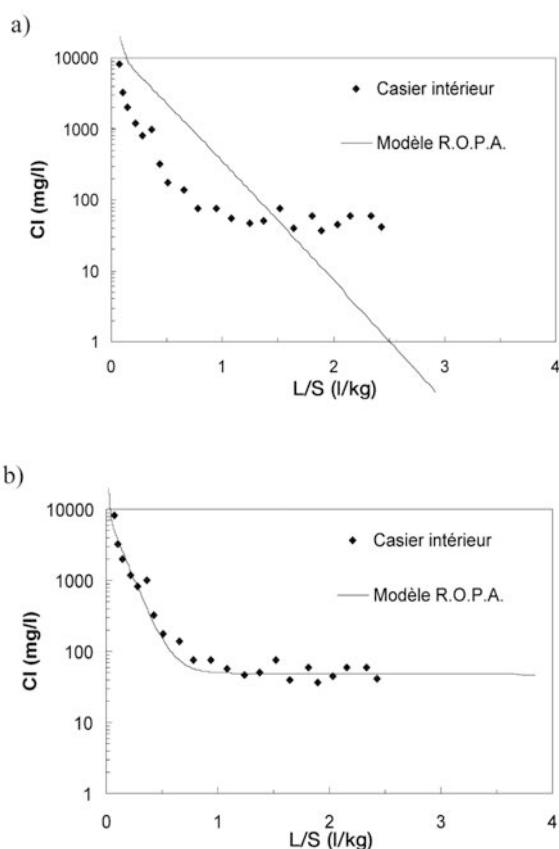 a)
10000
1000
100
10
1
Cl (mg/l)
Casier intérieur
Modèle R.O.P.A.
0 1 2 3 4
L/S (l/kg)
b)
10000
1000
100
10
1
Cl (mg/l)
Casier intérieur
Modèle R.O.P.A.
0 1 2 3 4
L/S (l/kg)